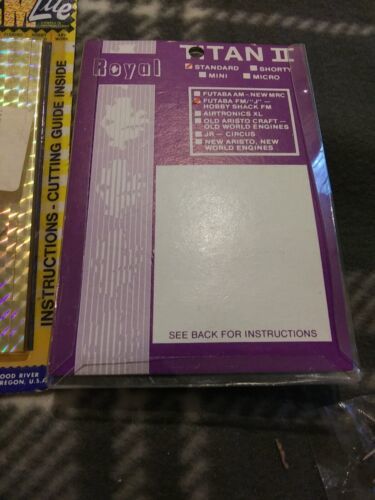 Lite
INSTRUCTIONS - CUTTING GUIDE INSIDE
OOD RIVER
REGON, U.S.A.
Royal
TITAN II
STANDARD SHORTY
MINI MICRO
FUTABA AM - NEW MRC
FUTABA FM/"J" -
HOBBY SHACK FM
AIRTRONICS XL
OLD ARISTO CRAFT -
OLD WORLD ENGINES
JR - CIRCUS
NEW ARISTO, NEW
WORLD ENGINES
SEE BACK FOR INSTRUCTIONS